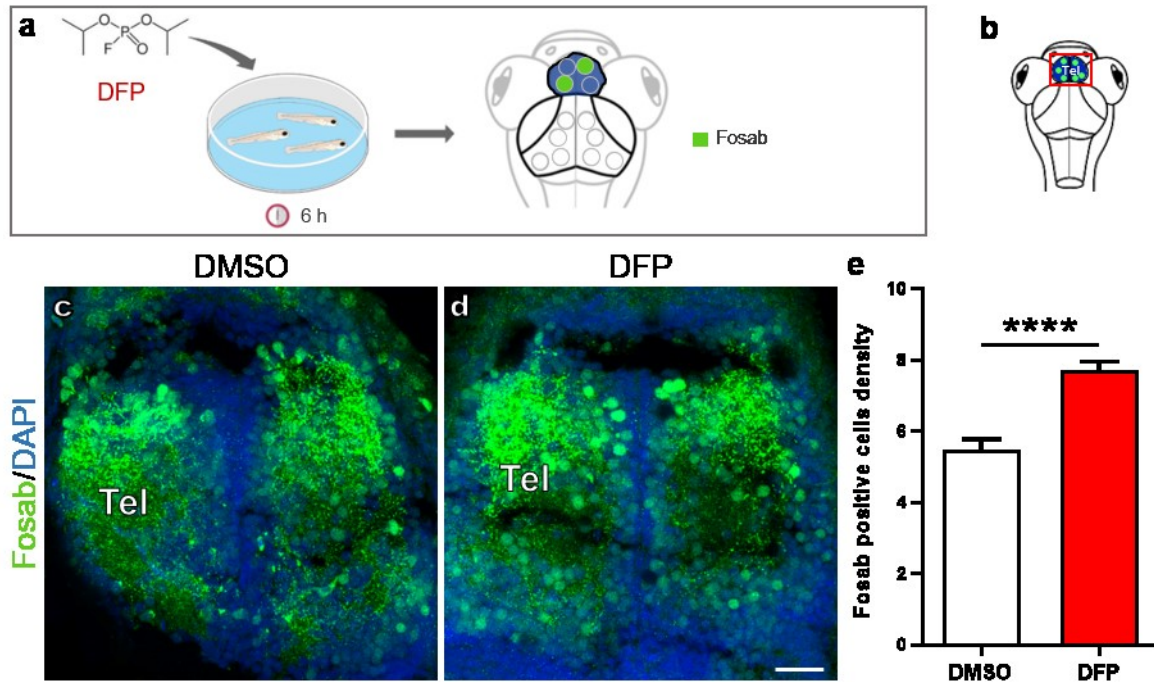 a
O
O
P
F
O
DFP
6 h
Fosab
b
Tel
DMSO
DFP
Fosab/DAPI
c
Tel
d
Tel
e
Fosab positive cells density
10
8
6
4
2
0
****
DMSO
DFP